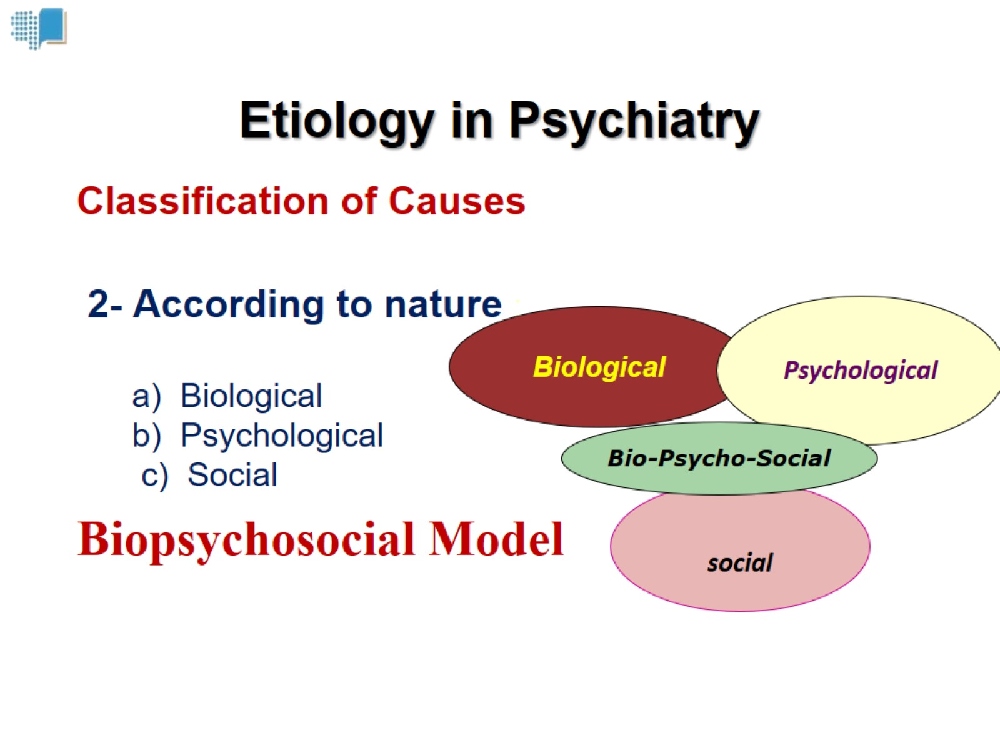 Etiology in Psychiatry
Classification of Causes
2- According to nature
a) Biological
b) Psychological
c) Social
Biopsychosocial Model
Biological
Psychological
Bio-Psycho-Social
social